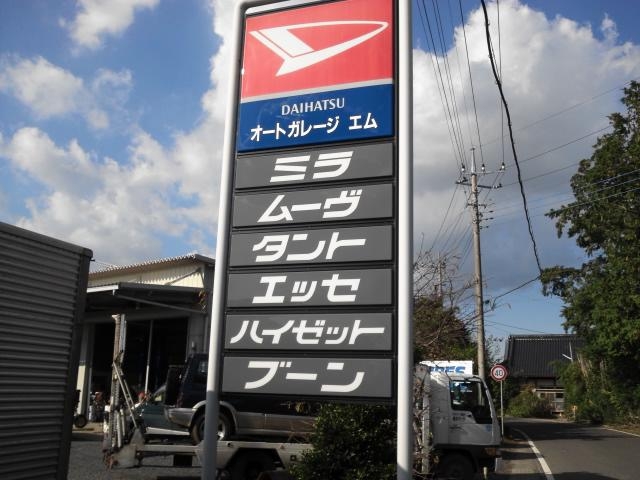 DAIHATSU
オートガレージ エム
ミラ
ムーヴ
タント
エッセ
ハイゼット
ブーン
40